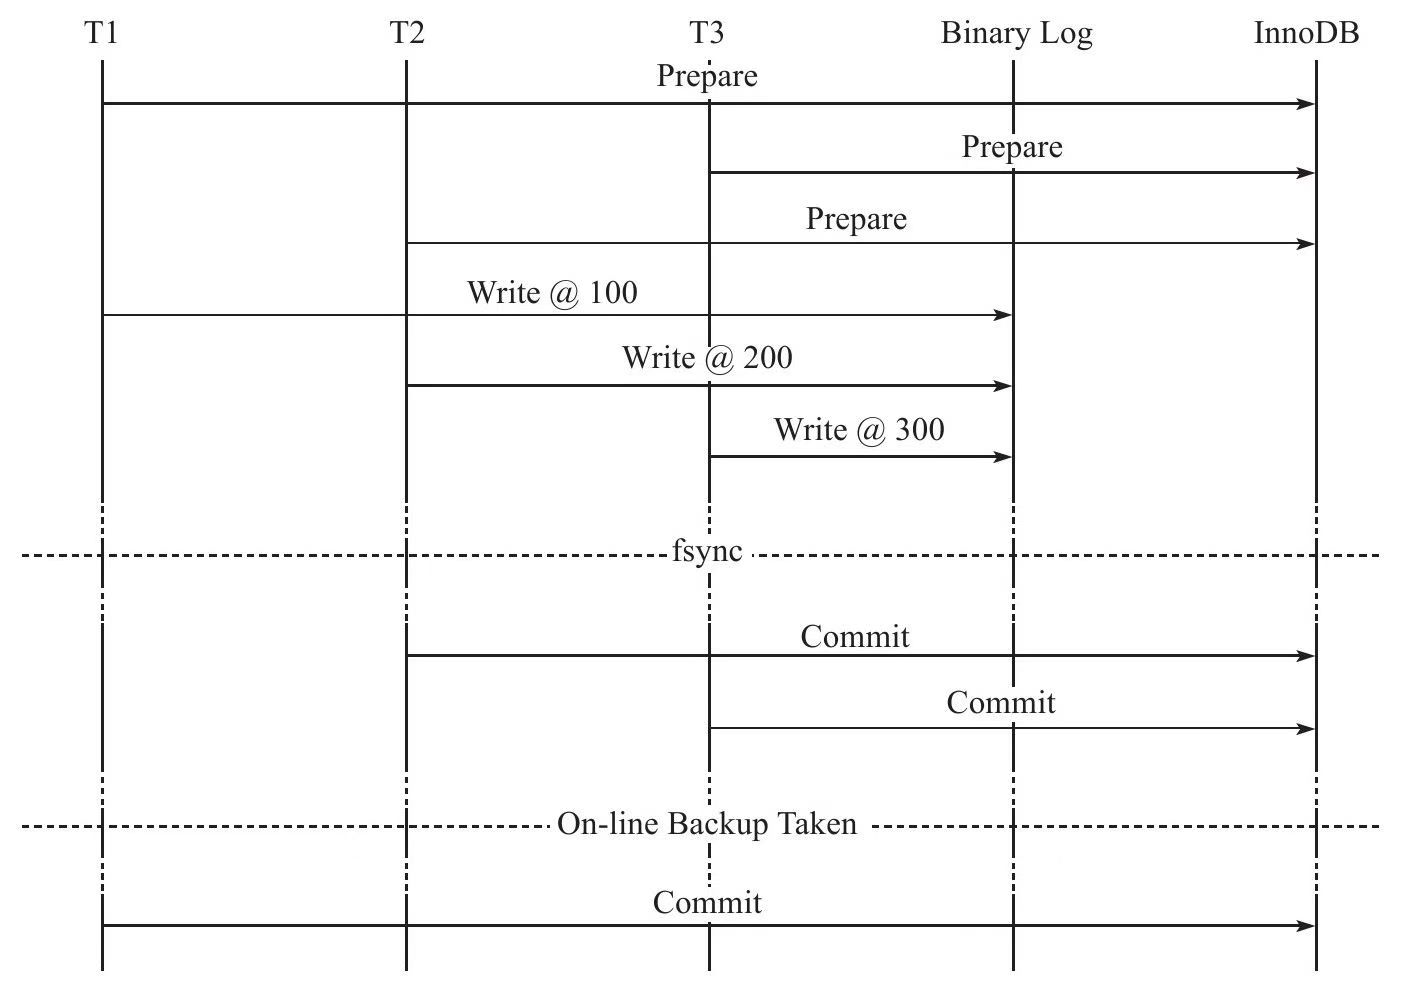 T1 T2 T3 Binary Log InnoDB
Prepare
Prepare
Prepare
Write @ 100
Write @ 200
Write @ 300
fsync
Commit
Commit
On-line Backup Taken
Commit